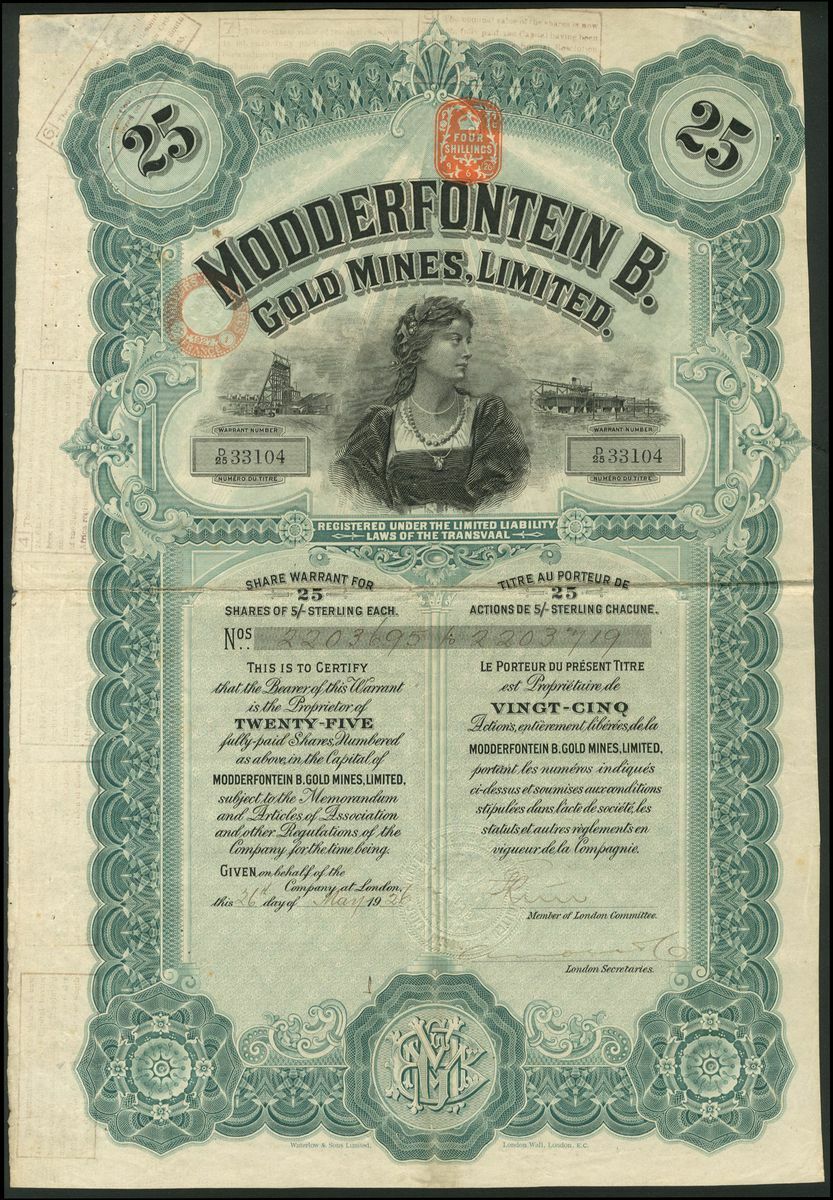 25
25
FOUR
SHILLINGS
MODDERFONTEIN B.
GOLD MINES, LIMITED.
1927
FRANCE
WARRANT NUMBER
D/25 33104
NUMÉRO DU TITRE
WARRANT NUMBER
D/25 33104
NUMÉRO DU TITRE
REGISTERED UNDER THE LIMITED LIABILITY
LAWS OF THE TRANSVAAL
SHARE WARRANT FOR
25
SHARES OF 5/- STERLING EACH.
TITRE AU PORTEUR DE
25
ACTIONS DE 5/- STERLING CHACUNE.
Nos. 2203695 to 2203719
THIS IS TO CERTIFY
that the Bearer of this Warrant
is the Proprietor of
TWENTY-FIVE
fully-paid Shares, Numbered
as above, in the Capital of
MODDERFONTEIN B. GOLD MINES, LIMITED,
subject to the Memorandum
and Articles of Association
and other Regulations of the
Company for the time being.
GIVEN on behalf of the
Company at London,
this 26th day of May 1926
LE PORTEUR DU PRÉSENT TITRE
est Propriétaire de
VINGT-CINQ
Actions, entièrement libérées, de la
MODDERFONTEIN B. GOLD MINES, LIMITED,
portant les numéros indiqués
ci-dessus et soumises aux conditions
stipulées dans l'acte de société, les
statuts et autres règlements en
vigueur de la Compagnie.
Member of London Committee.
London Secretaries.
Waterlow & Sons Limited.
London Wall, London. E.C.